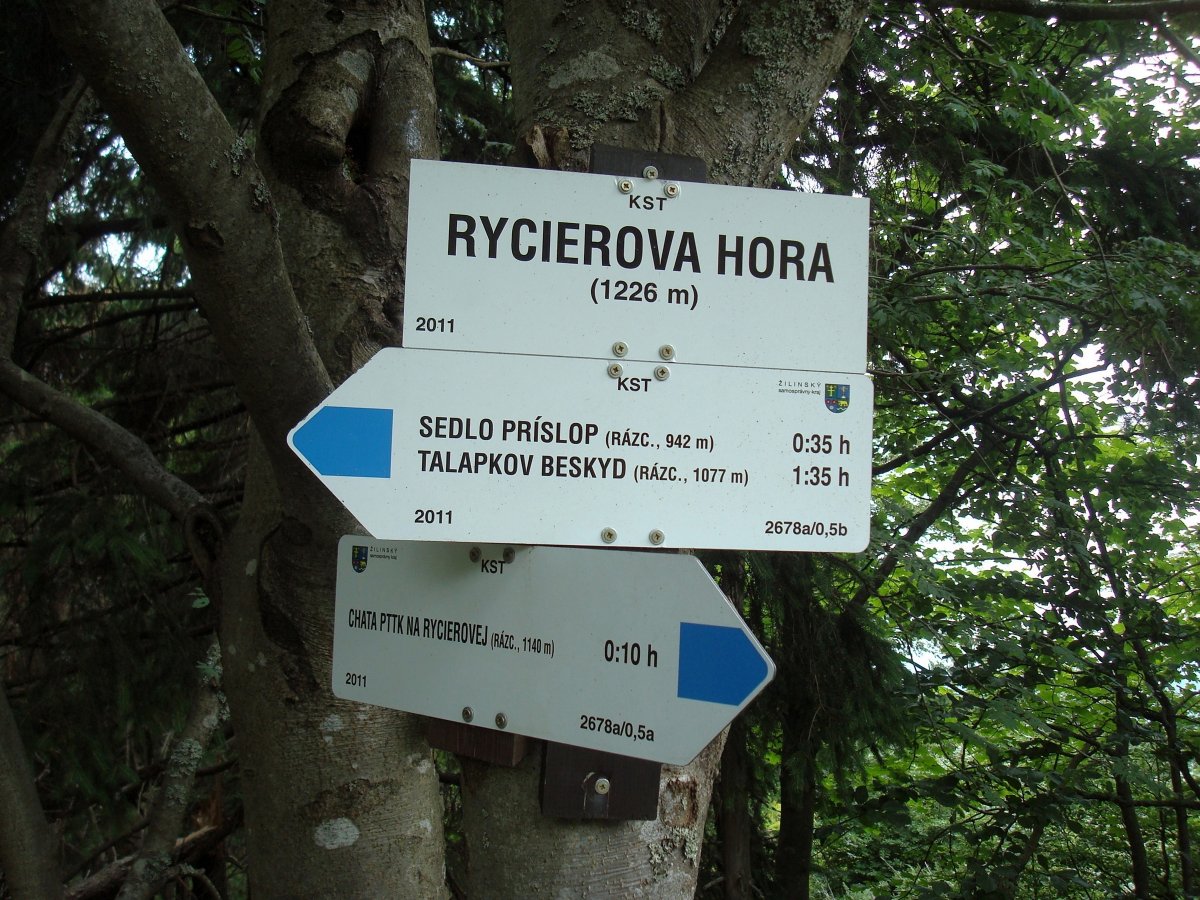 KST
RYCIEROVA HORA
(1226 m)
2011
KST
ŽILINSKÝ
samosprávny kraj
SEDLO PRÍSLOP (RÁZC., 942 m) 0:35 h
TALAPKOV BESKYD (RÁZC., 1077 m) 1:35 h
2011 2678a/0,5b
ŽILINSKÝ
samosprávny kraj
KST
CHATA PTTK NA RYCIEROVEJ (RÁZC., 1140 m) 0:10 h
2011
2678a/0,5a